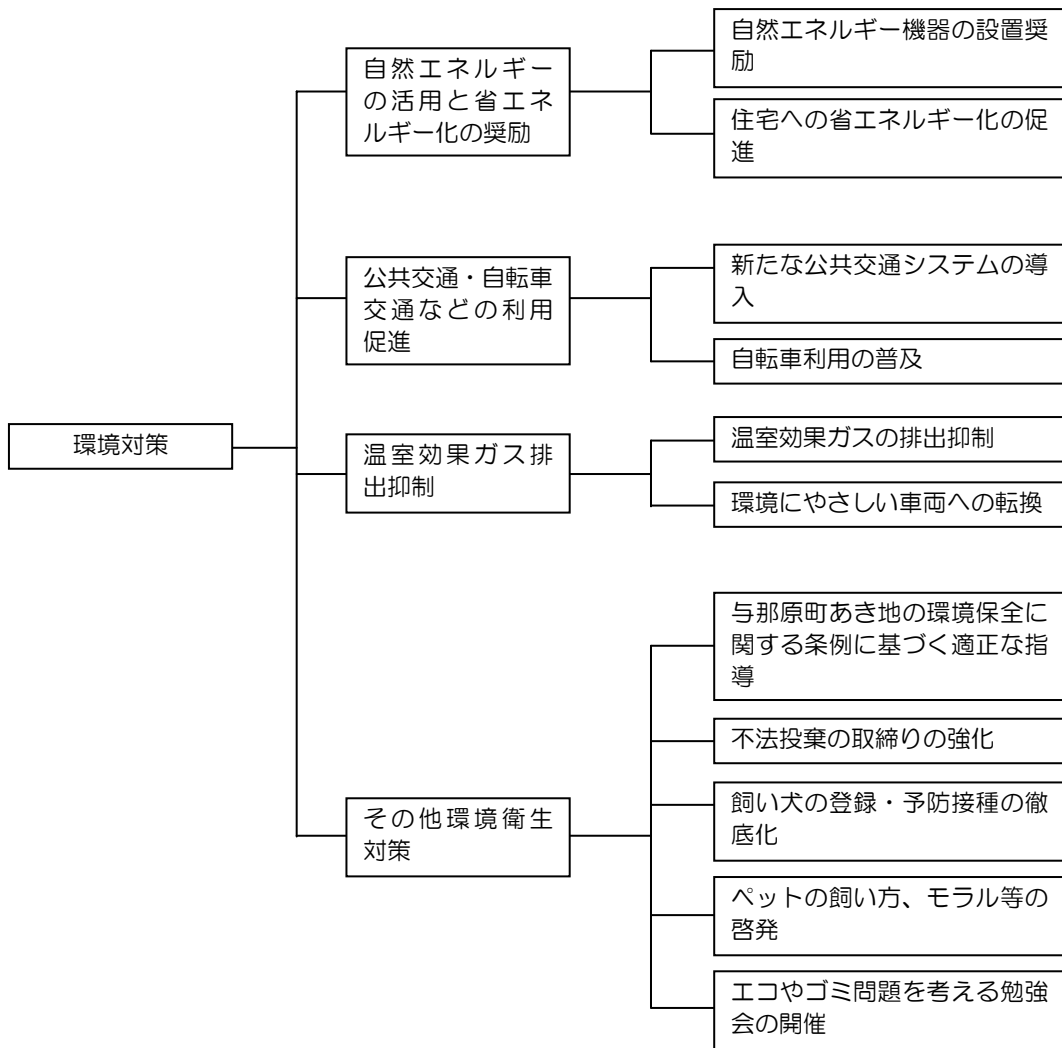 環境対策
自然エネルギー
の活用と省エネ
ルギー化の奨励
自然エネルギー機器の設置奨
励
住宅への省エネルギー化の促
進
公共交通・自転車
交通などの利用
促進
新たな公共交通システムの導
入
自転車利用の普及
温室効果ガス排
出抑制
温室効果ガスの排出抑制
環境にやさしい車両への転換
その他環境衛生
対策
与那原町あき地の環境保全に
関する条例に基づく適正な指
導
不法投棄の取締りの強化
飼い犬の登録・予防接種の徹
底化
ペットの飼い方、モラル等の
啓発
エコやゴミ問題を考える勉強
会の開催